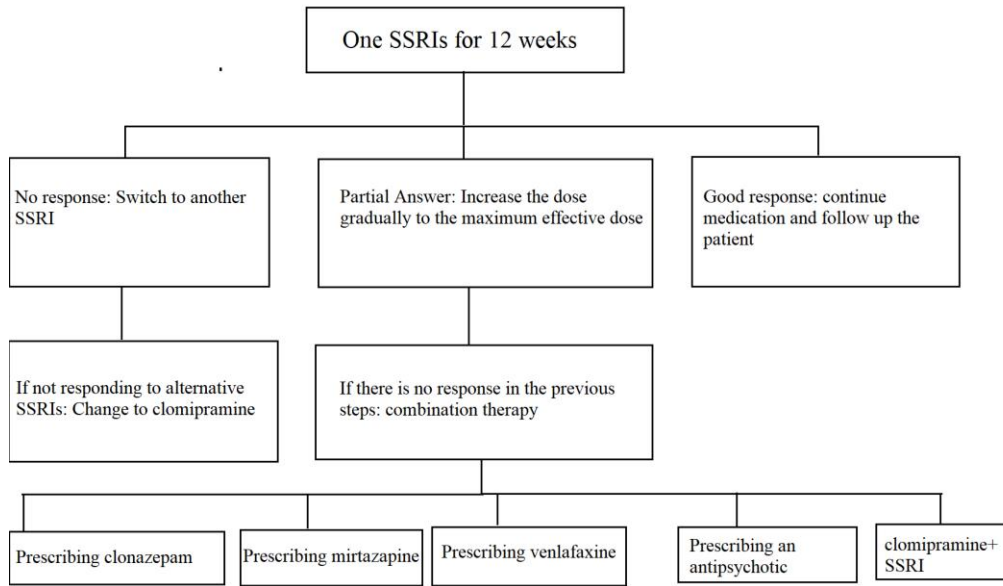 One SSRIs for 12 weeks
No response: Switch to another
SSRI
Partial Answer: Increase the dose
gradually to the maximum effective dose
Good response: continue
medication and follow up the
patient
If not responding to alternative
SSRIs: Change to clomipramine
If there is no response in the previous
steps: combination therapy
Prescribing clonazepam
Prescribing mirtazapine
Prescribing venlafaxine
Prescribing an
antipsychotic
clomipramine+
SSRI